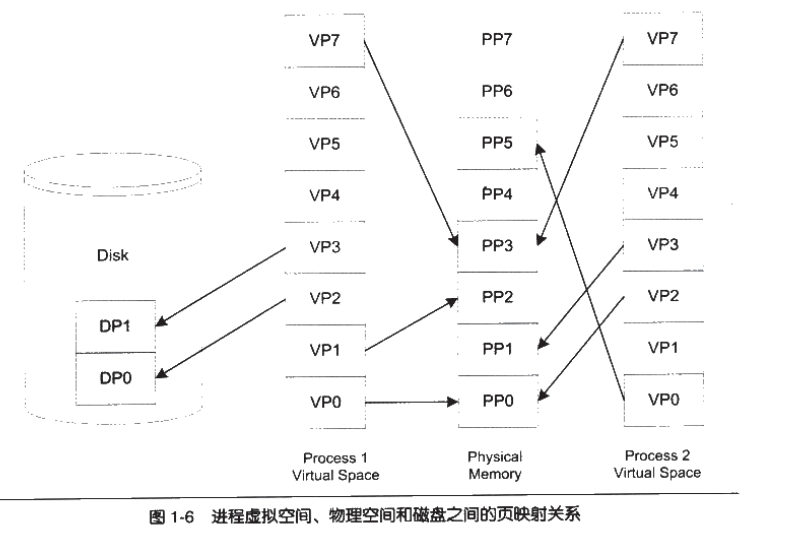 VP7 PP7 VP7
VP6 PP6 VP6
VP5 PP5 VP5
VP4 PP4 VP4
Disk VP3 PP3 VP3
VP2 PP2 VP2
DP1
VP1 PP1 VP1
DP0
VP0 PP0 VP0
Process 1 Physical Process 2
Virtual Space Memory Virtual Space
图 1-6 进程虚拟空间、物理空间和磁盘之间的页映射关系